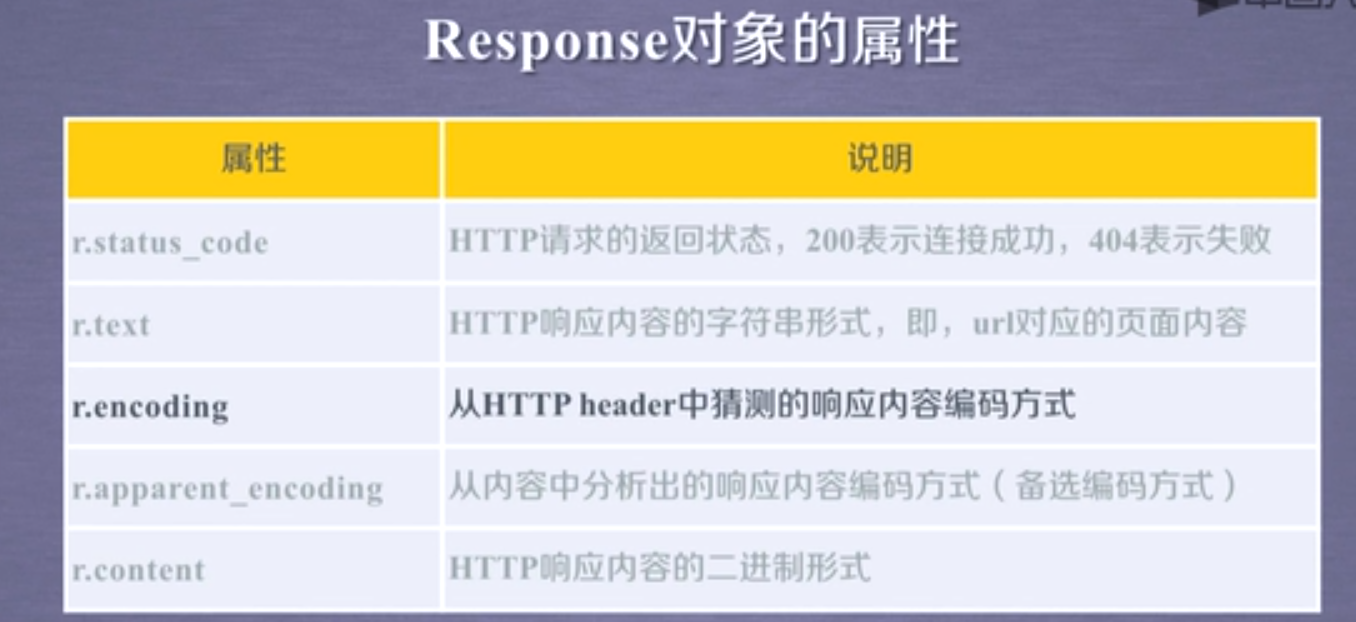 Response对象的属性
属性 说明
r.status_code HTTP请求的返回状态，200表示连接成功，404表示失败
r.text HTTP响应内容的字符串形式，即，url对应的页面内容
r.encoding 从HTTP header中猜测的响应内容编码方式
r.apparent_encoding 从内容中分析出的响应内容编码方式（备选编码方式）
r.content HTTP响应内容的二进制形式